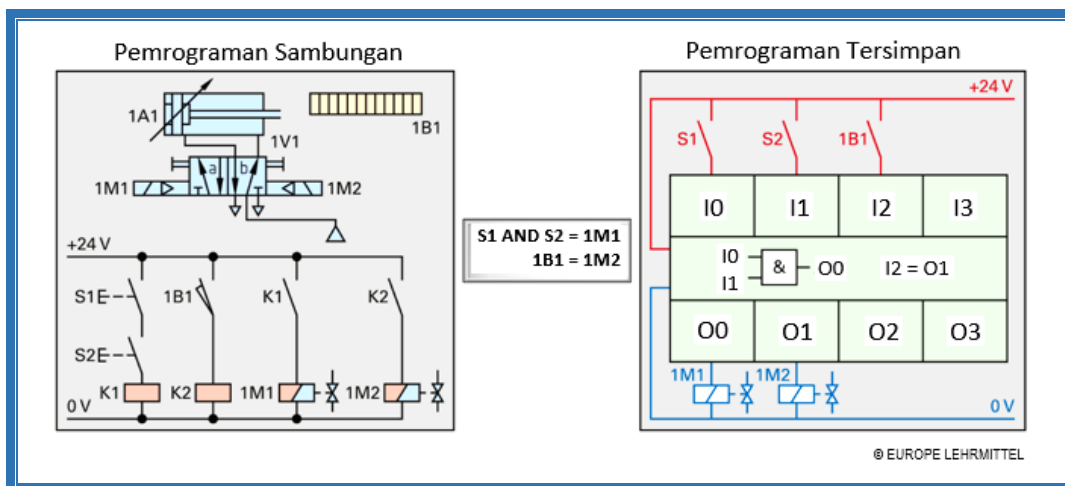 Pemrograman Sambungan
1A1
1B1
1V1
a
b
1M1
1M2
+24 V
S1E
1B1
K1
K2
S2E
K1
K2
1M1
1M2
0 V
S1 AND S2 = 1M1
1B1 = 1M2
Pemrograman Tersimpan
+24 V
S1
S2
1B1
I0
I1
I2
I3
I0
I1
&
O0
I2 = O1
O0
O1
O2
O3
1M1
1M2
0 V
© EUROPE LEHRMITTEL